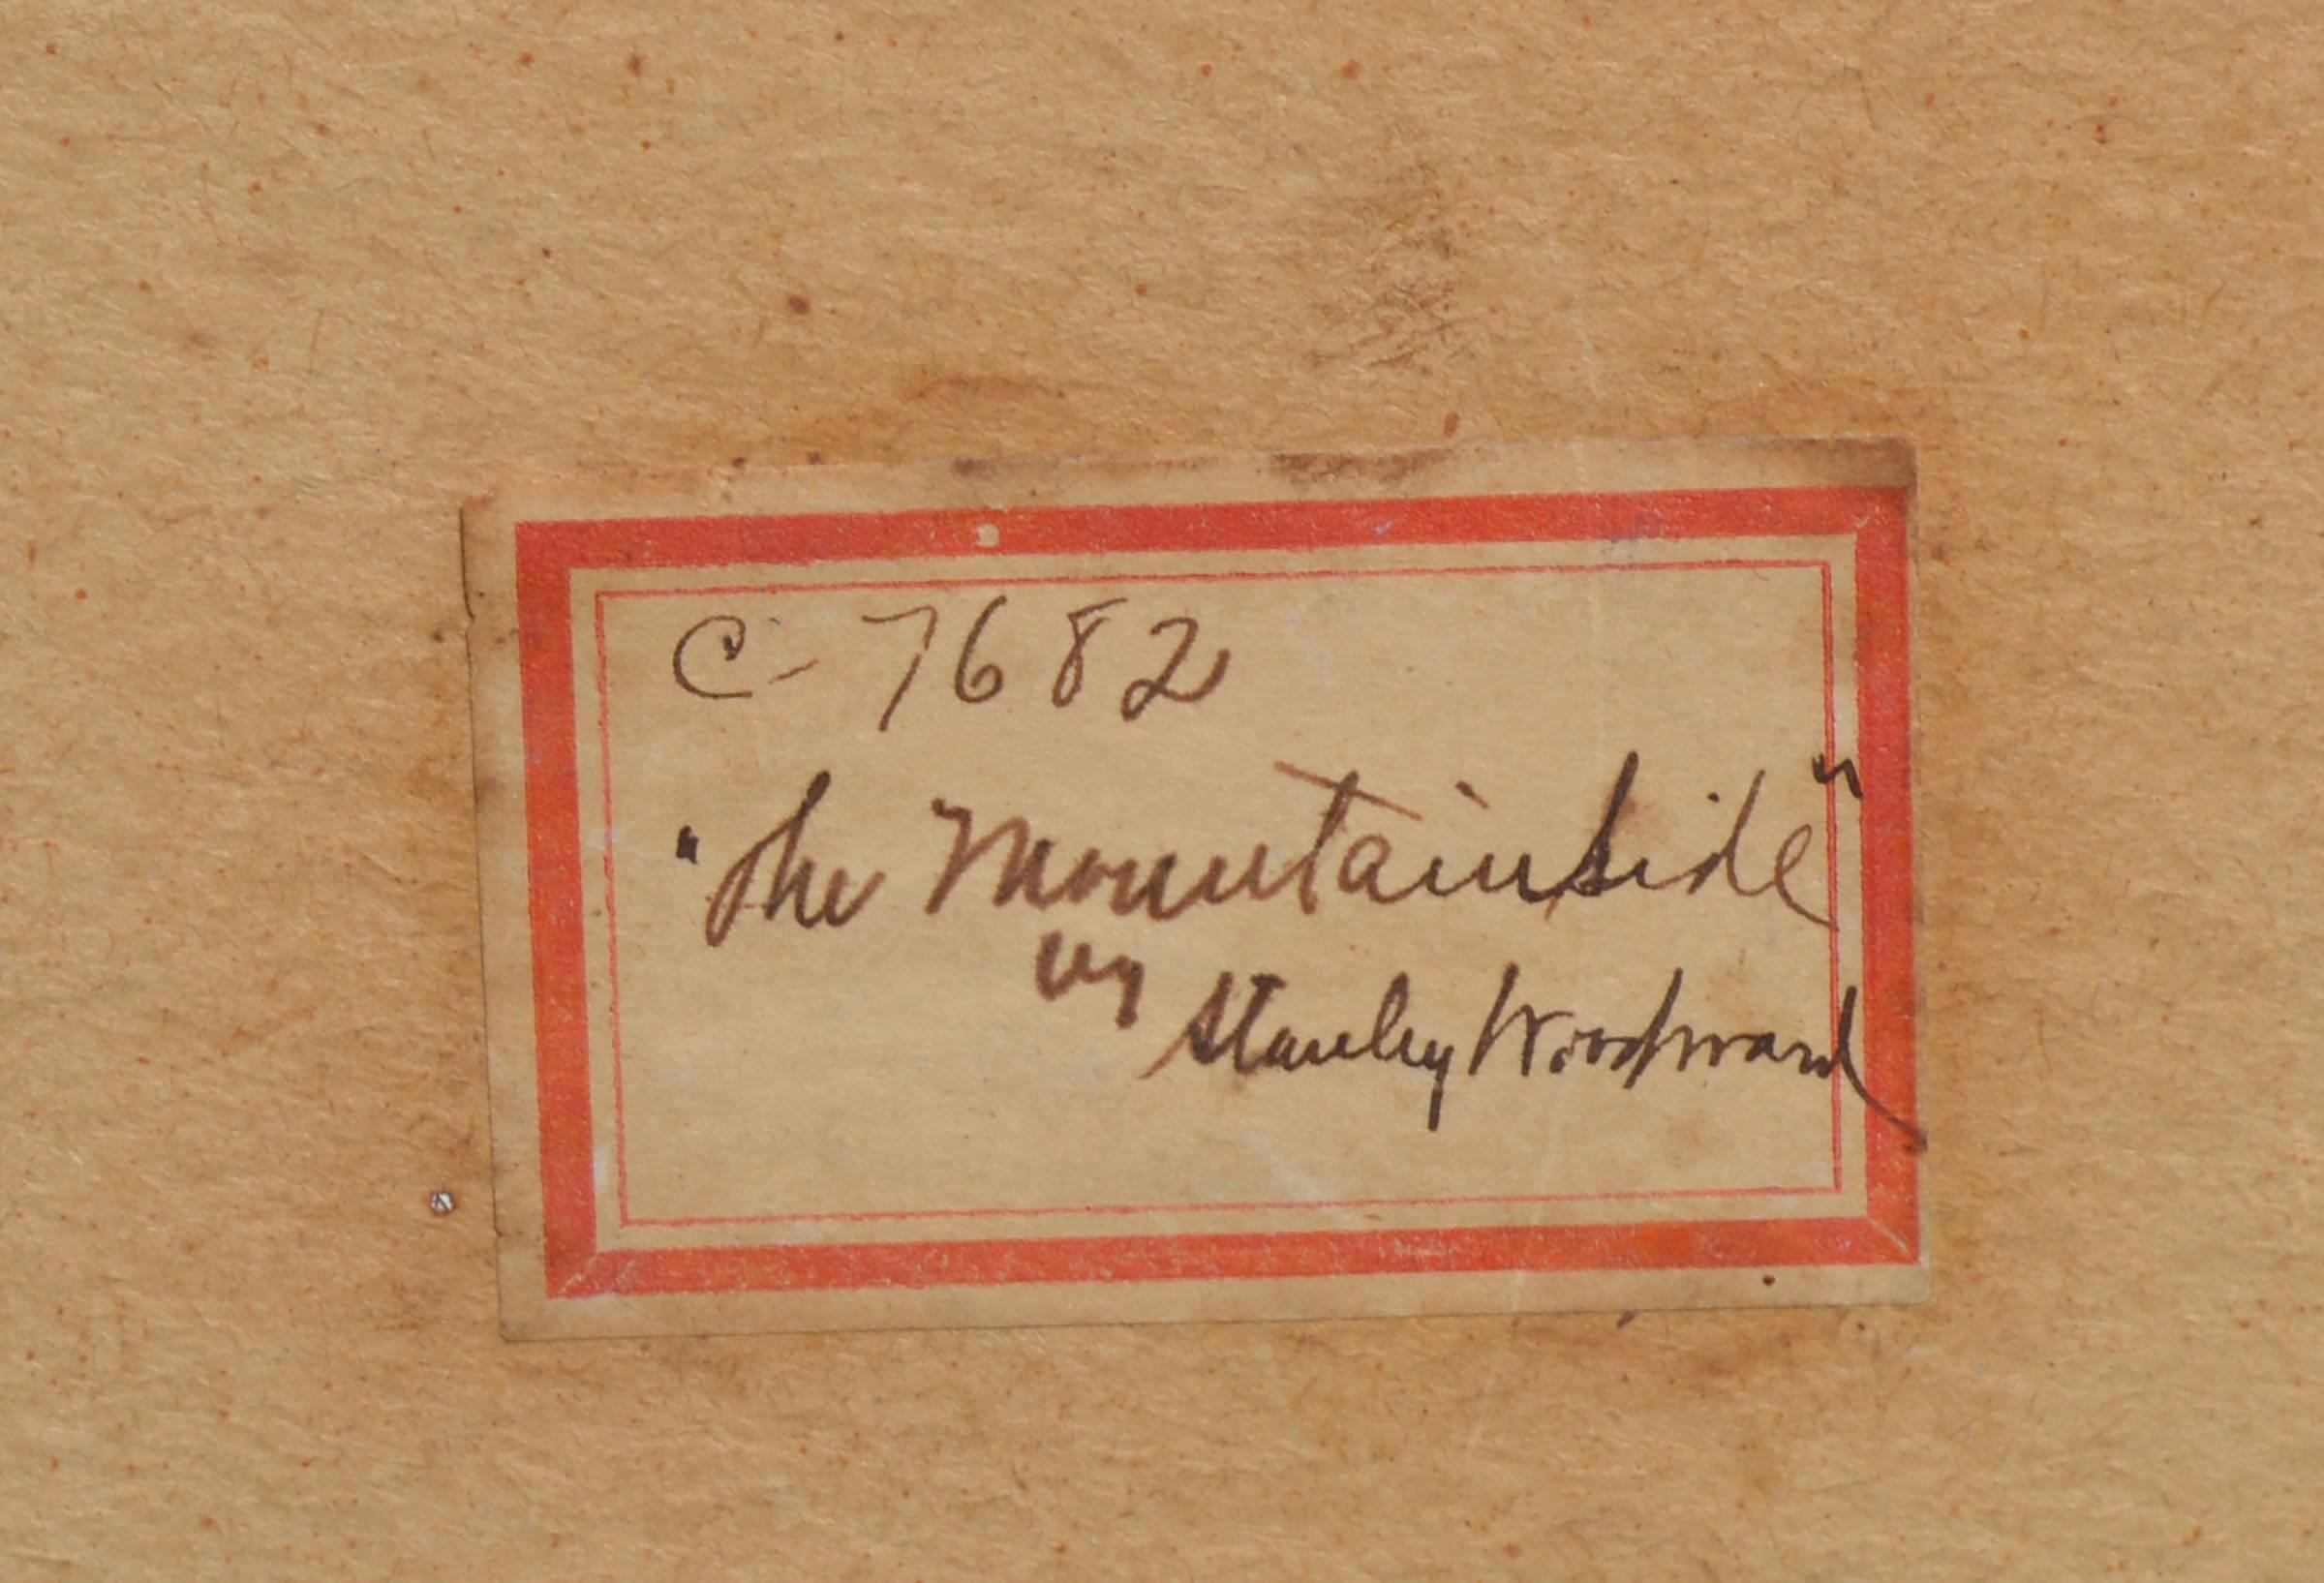 C-7682
"The Mountainside"
by
Stanley Woodward